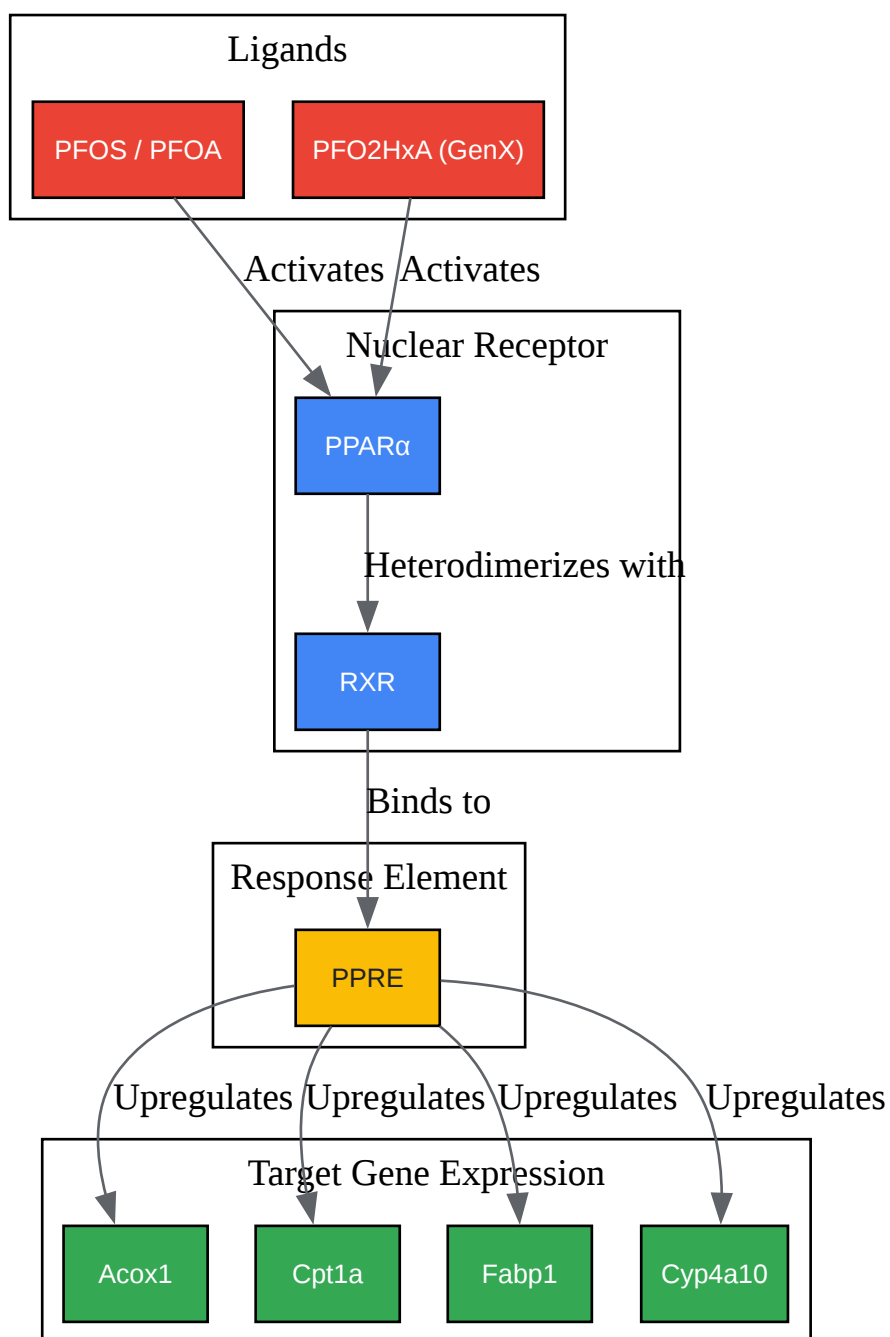 Ligands
PFOS / PFOA
PFO2HxA (GenX)
Activates
Activates
Nuclear Receptor
PPARα
Heterodimerizes with
RXR
Binds to
Response Element
PPRE
Upregulates
Upregulates
Upregulates
Upregulates
Target Gene Expression
Acox1
Cpt1a
Fabp1
Cyp4a10